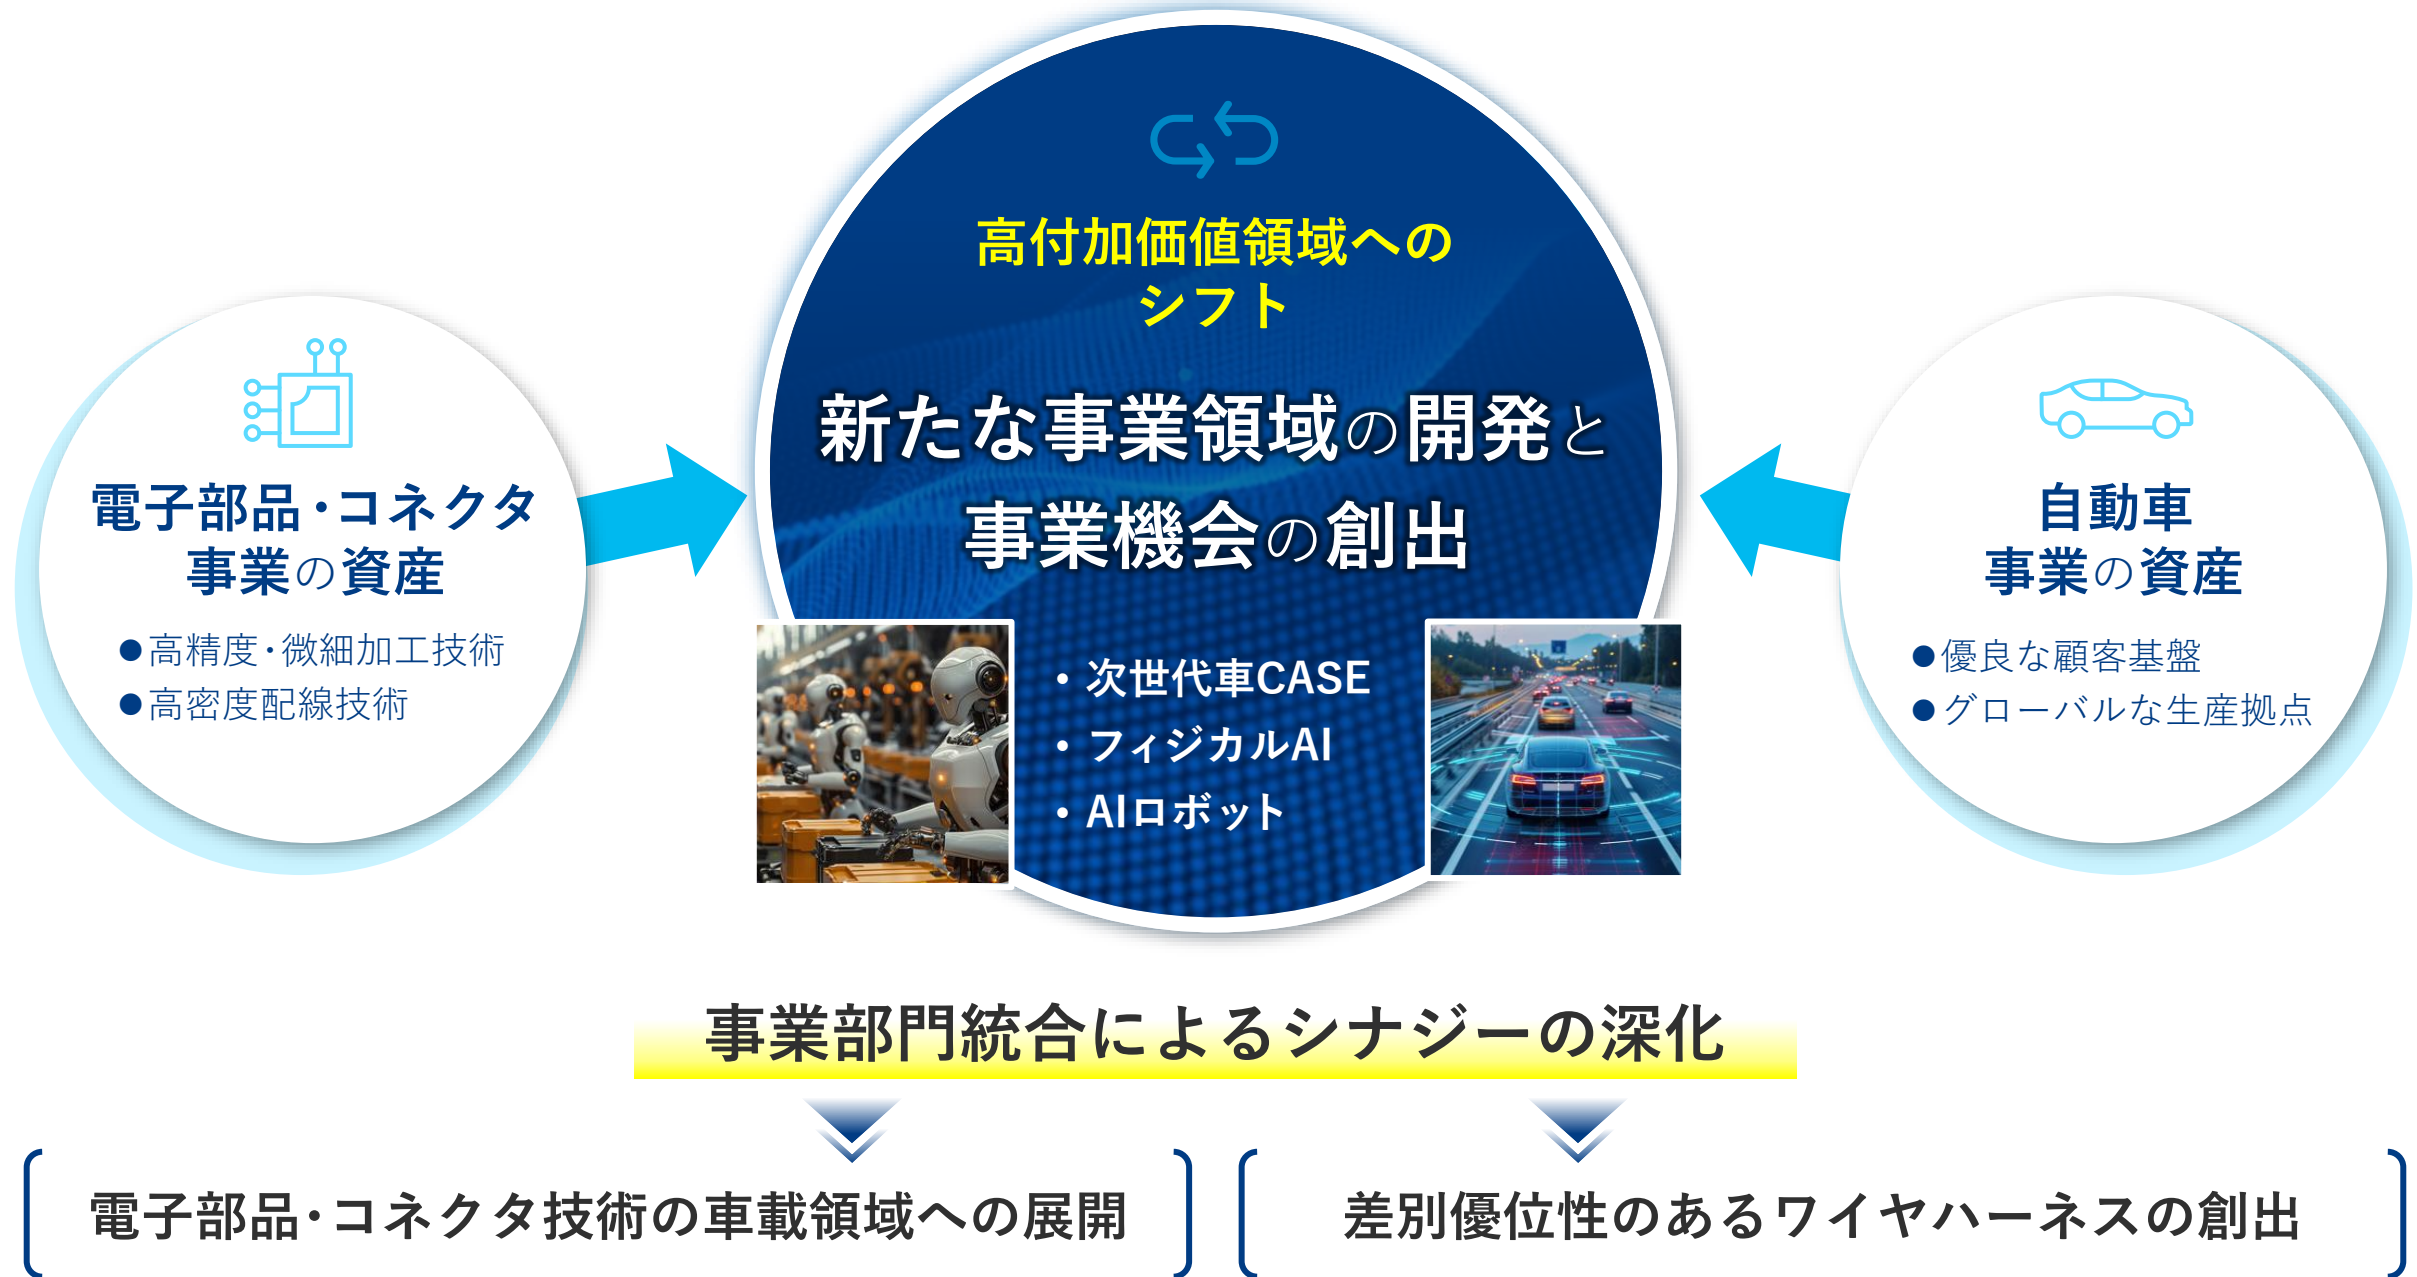 高付加価値領域への
シフト
新たな事業領域の開発と
事業機会の創出
・次世代車CASE
・フィジカルAI
・AIロボット
電子部品・コネクタ
事業の資産
●高精度・微細加工技術
●高密度配線技術
自動車
事業の資産
●優良な顧客基盤
●グローバルな生産拠点
事業部門統合によるシナジーの深化
電子部品・コネクタ技術の車載領域への展開
差別優位性のあるワイヤハーネスの創出